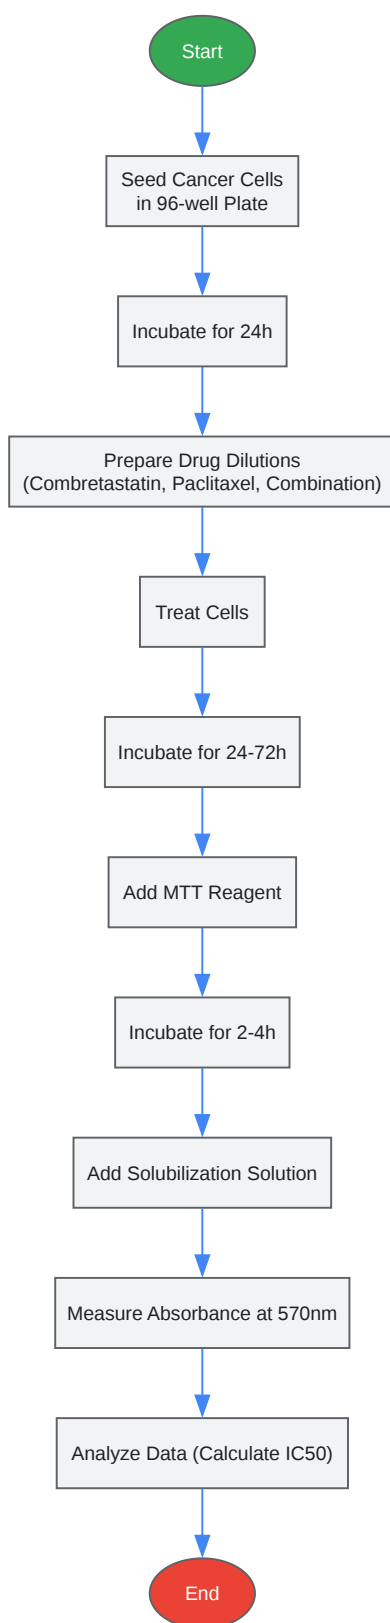 Start
Seed Cancer Cells
in 96-well Plate
Incubate for 24h
Prepare Drug Dilutions
(Combretastatin, Paclitaxel, Combination)
Treat Cells
Incubate for 24-72h
Add MTT Reagent
Incubate for 2-4h
Add Solubilization Solution
Measure Absorbance at 570nm
Analyze Data (Calculate IC50)
End